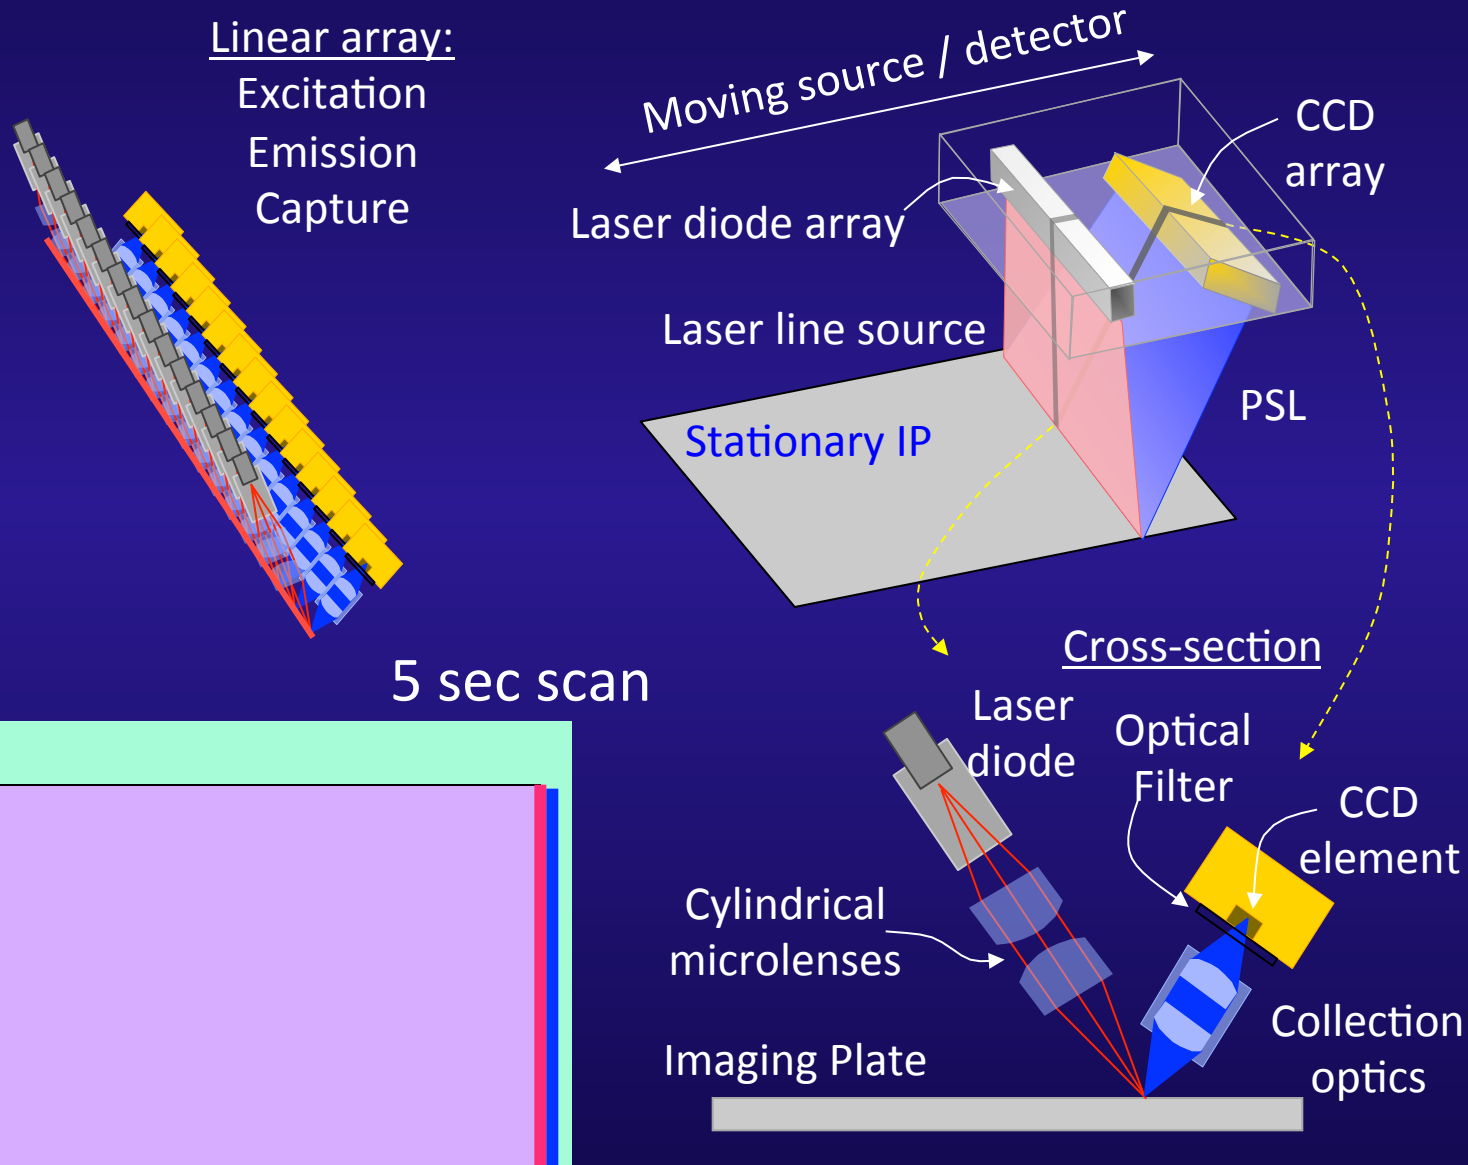 Linear array:
Excitation
Emission
Capture
Moving source / detector
CCD
array
Laser diode array
Laser line source
PSL
Stationary IP
5 sec scan
Cross-section
Laser
diode
Optical
Filter
CCD
element
Cylindrical
microlenses
Collection
optics
Imaging Plate